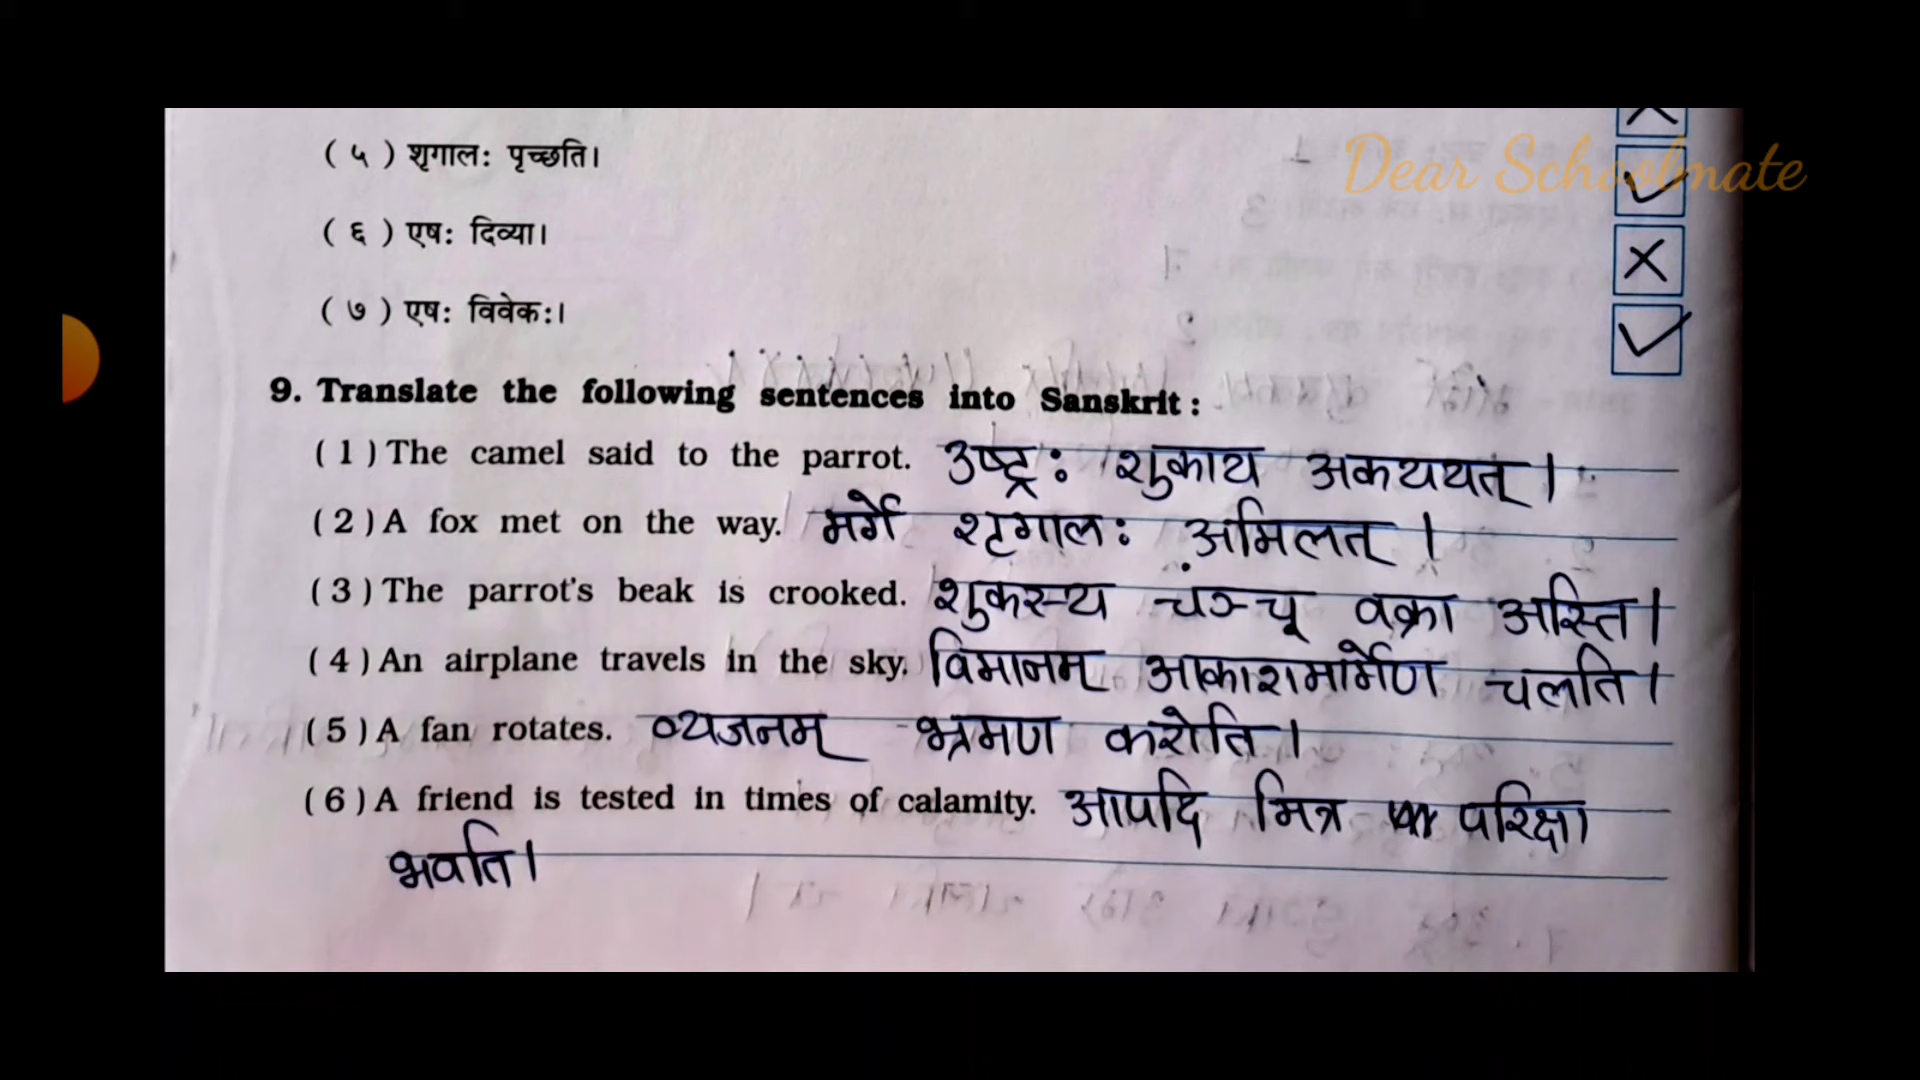 Dear Schoolmate
( ५ ) शृगालः पृच्छति।
( ६ ) एषः दिव्या।
( ७ ) एषः विवेकः।
9. Translate the following sentences into Sanskrit :
( 1 ) The camel said to the parrot. उष्ट्रः शुकाय अकथयत्।
( 2 ) A fox met on the way. मर्गे शृगालः अमिलत्।
( 3 ) The parrot's beak is crooked. शुकस्य चञ्चू वक्रा अस्ति।
( 4 ) An airplane travels in the sky. विमानम् आकाशमार्मेण चलति।
( 5 ) A fan rotates. व्यजनम् भ्रमण करोति।
( 6 ) A friend is tested in times of calamity. आपदि मित्र परिक्षा
भवति।